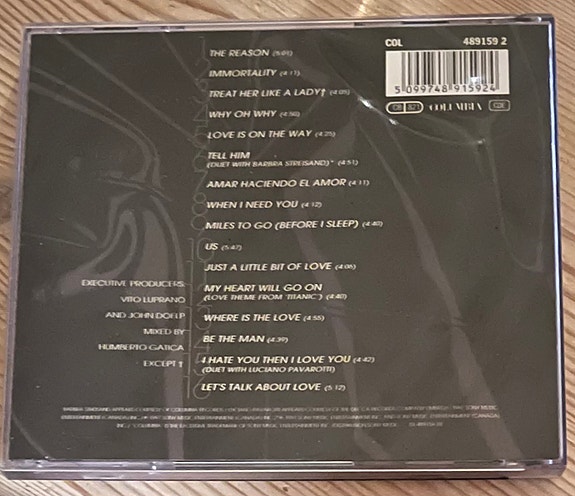 COL 489159 2
5 099748 915924
CB 821 COLUMBIA CDE
THE REASON (5:01)
IMMORTALITY (4:11)
TREAT HER LIKE A LADY† (4:05)
WHY OH WHY (4:50)
LOVE IS ON THE WAY (4:25)
TELL HIM
(DUET WITH BARBRA STREISAND)* (4:51)
AMAR HACIENDO EL AMOR (4:11)
WHEN I NEED YOU (4:12)
MILES TO GO (BEFORE I SLEEP) (4:40)
US (5:47)
JUST A LITTLE BIT OF LOVE (4:06)
MY HEART WILL GO ON
(LOVE THEME FROM 'TITANIC') (4:40)
WHERE IS THE LOVE (4:55)
BE THE MAN (4:39)
I HATE YOU THEN I LOVE YOU (4:42)
(DUET WITH LUCIANO PAVAROTTI)
LET'S TALK ABOUT LOVE (5:12)
EXECUTIVE PRODUCERS:
VITO LUPRANO
AND JOHN DOELP
MIXED BY
HUMBERTO GATICA
EXCEPT †